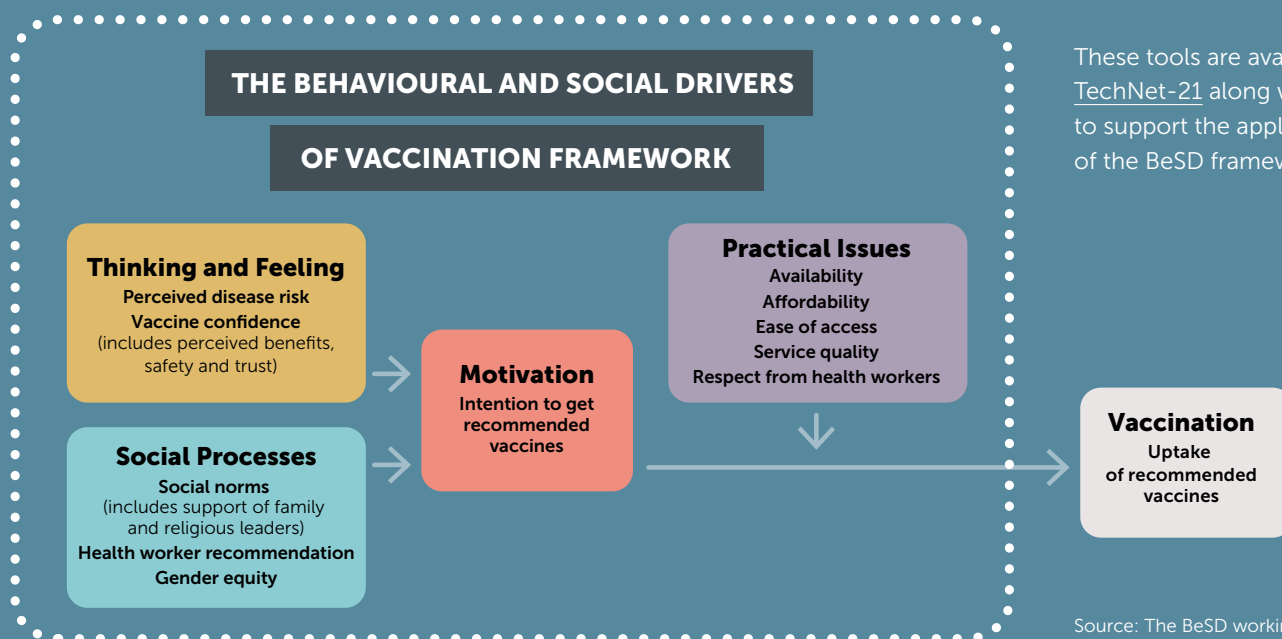 THE BEHAVIOURAL AND SOCIAL DRIVERS
OF VACCINATION FRAMEWORK
Thinking and Feeling
Perceived disease risk
Vaccine confidence
(includes perceived benefits,
safety and trust)
Social Processes
Social norms
(includes support of family
and religious leaders)
Health worker recommendation
Gender equity
Motivation
Intention to get
recommended
vaccines
Practical Issues
Availability
Affordability
Ease of access
Service quality
Respect from health workers
Vaccination
Uptake
of recommended
vaccines
These tools are
TechNet-21 along
to support the
of the BeSD
Source: The BeSD